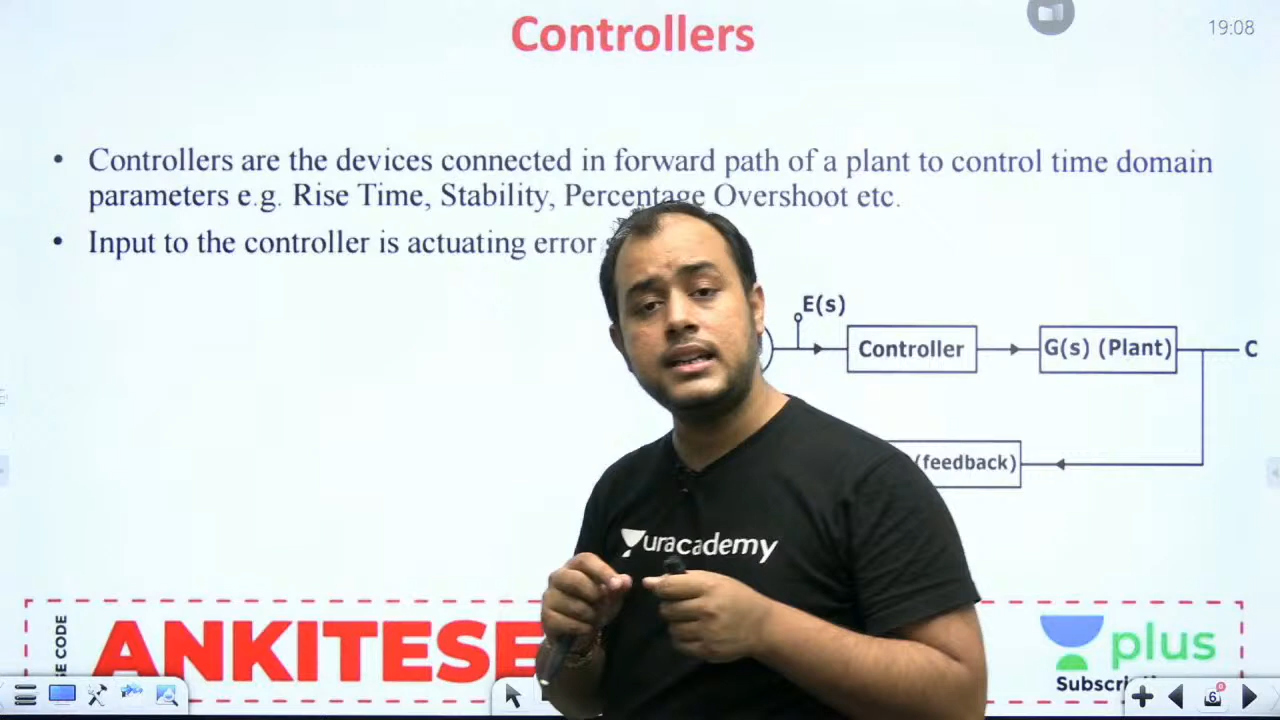 Controllers
19:08
• Controllers are the devices connected in forward path of a plant to control time domain
parameters e.g. Rise Time, Stability, Percentage Overshoot etc.
• Input to the controller is actuating error
E(s)
Controller
G(s) (Plant)
C
(feedback)
uracademy
CODE
ANKITESE
plus
6